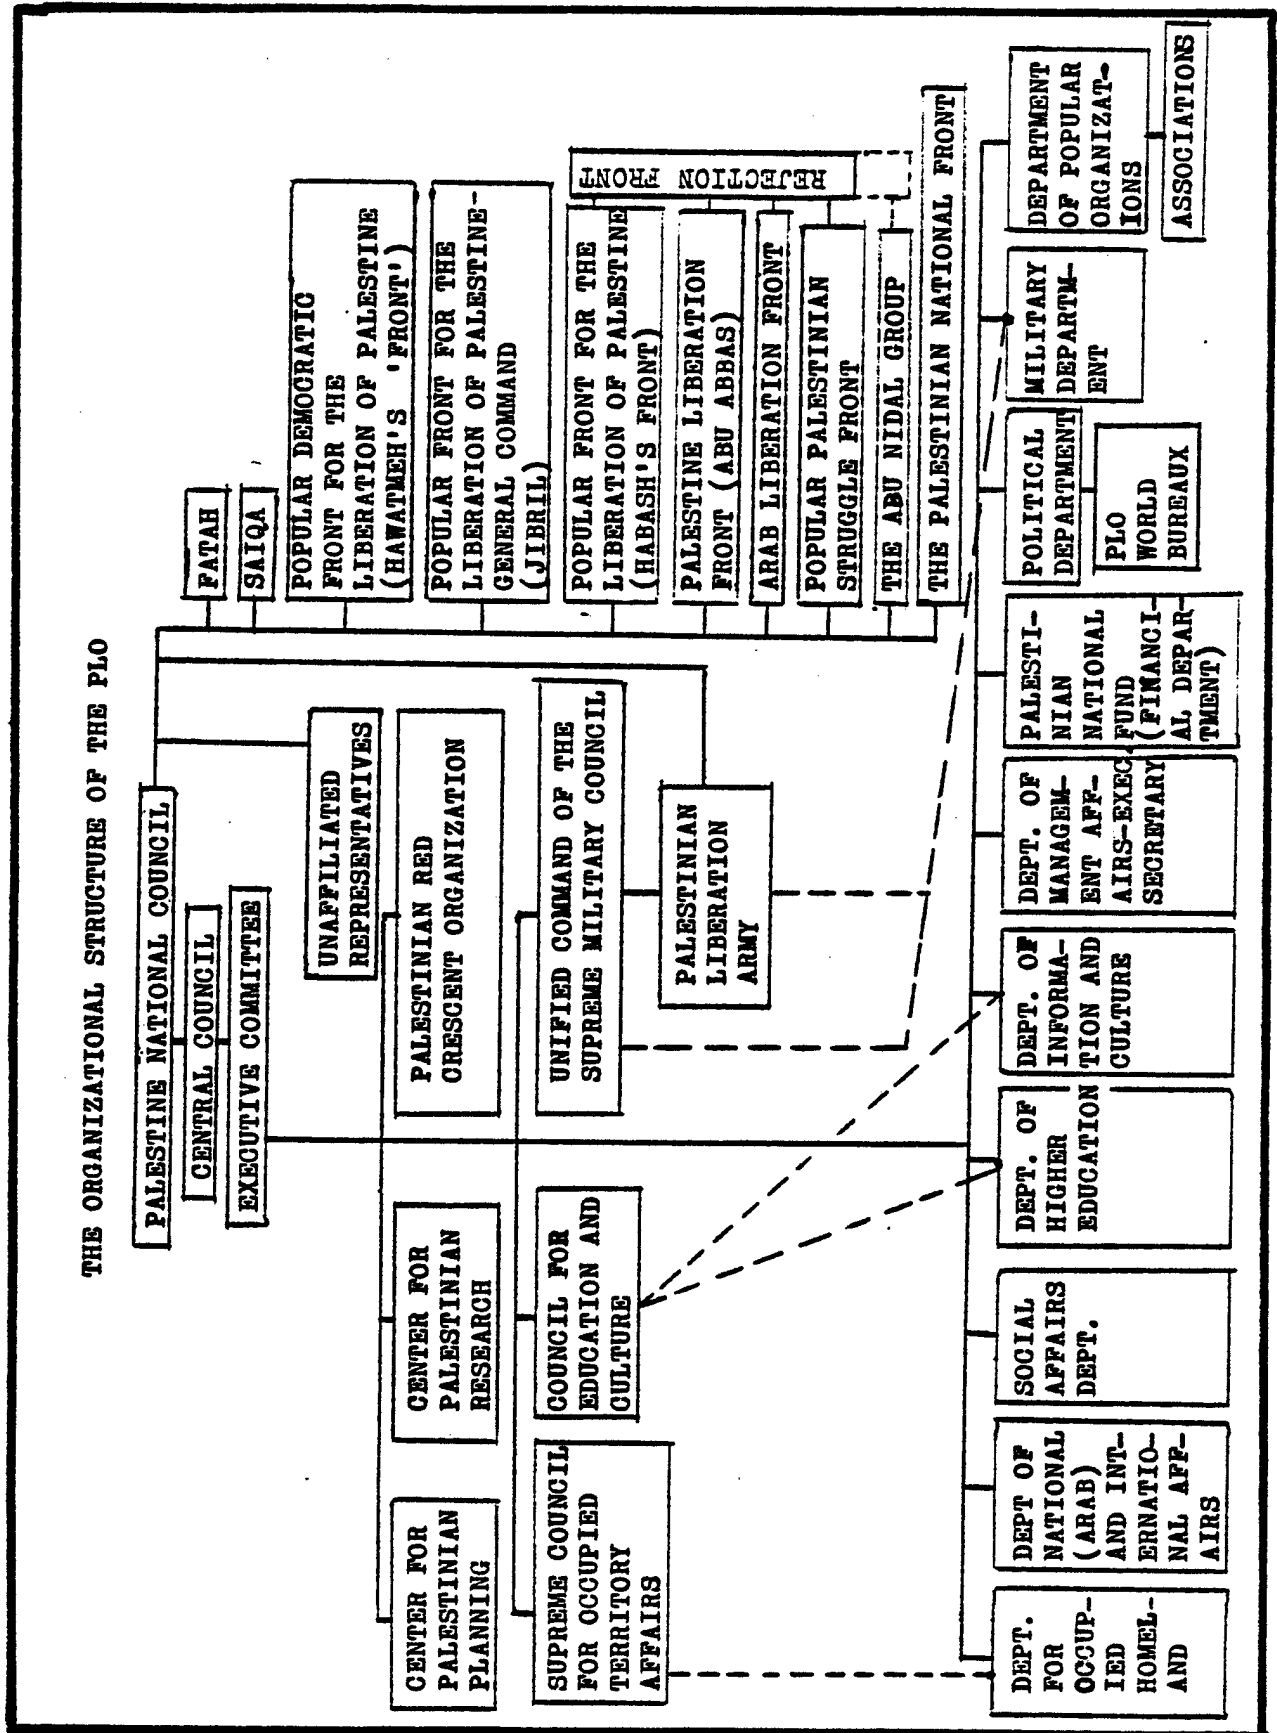 THE ORGANIZATIONAL STRUCTURE OF THE PLO
PALESTINE NATIONAL COUNCIL
CENTRAL COUNCIL
EXECUTIVE COMMITTEE
FATAH
SAIQA
POPULAR DEMOCRATIC
FRONT FOR THE
LIBERATION OF PALESTINE
(HAWATMEH'S 'FRONT')
POPULAR FRONT FOR THE
LIBERATION OF PALESTINE-
GENERAL COMMAND
(JIBRIL)
POPULAR FRONT FOR THE
LIBERATION OF PALESTINE
(HABASH'S FRONT)
PALESTINE LIBERATION
FRONT (ABU ABBAS)
ARAB LIBERATION FRONT
POPULAR PALESTINIAN
STRUGGLE FRONT
THE ABU NIDAL GROUP
THE PALESTINIAN NATIONAL FRONT
REJECTION FRONT
UNAFFILIATED
REPRESENTATIVES
CENTER FOR
PALESTINIAN
PLANNING
CENTER FOR
PALESTINIAN
RESEARCH
PALESTINIAN RED
CRESCENT ORGANIZATION
SUPREME COUNCIL
FOR OCCUPIED
TERRITORY
AFFAIRS
COUNCIL FOR
EDUCATION AND
CULTURE
UNIFIED COMMAND OF THE
SUPREME MILITARY COUNCIL
PALESTINIAN
LIBERATION
ARMY
DEPT.
FOR
OCCUP-
IED
HOMEL-
AND
DEPT OF
NATIONAL
(ARAB)
AND INT-
ERNATIO-
NAL AFF-
AIRS
SOCIAL
AFFAIRS
DEPT.
DEPT. OF
HIGHER
EDUCATION
DEPT. OF
INFORMA-
TION AND
CULTURE
DEPT. OF
MANAGEM-
ENT AFF-
AIRS-EXEC.
SECRETARY
PALESTI-
NIAN
NATIONAL
FUND
(FINANCI-
AL DEPAR-
TMENT)
POLITICAL
DEPARTMENT
PLO
WORLD
BUREAUX
MILITARY
DEPARTM-
ENT
DEPARTMENT
OF POPULAR
ORGANIZAT-
IONS
ASSOCIATIONS